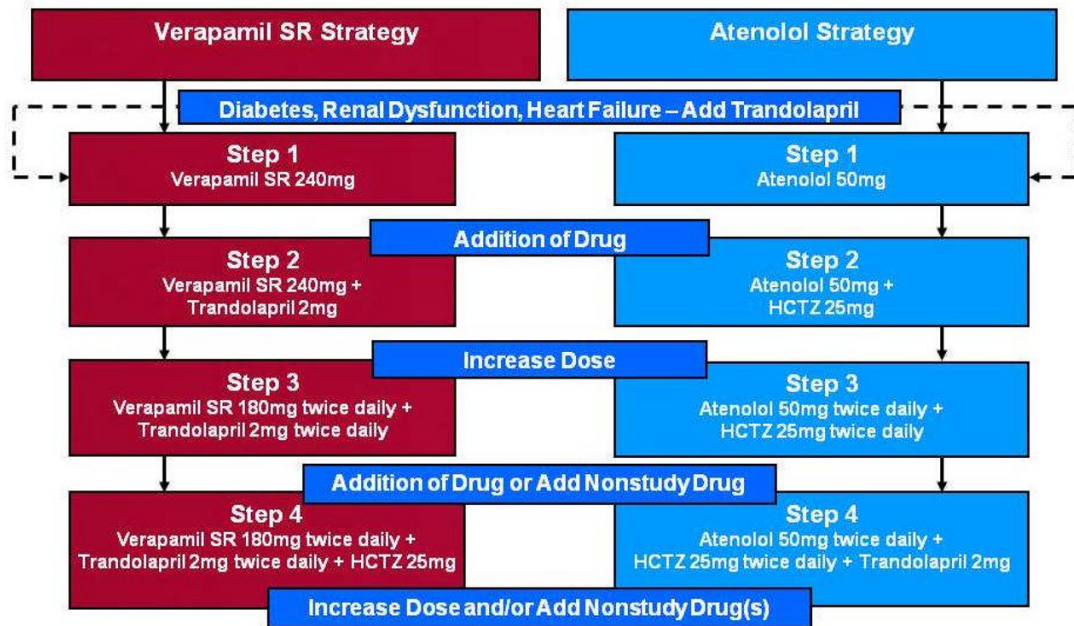 Verapamil SR Strategy
Atenolol Strategy
Diabetes, Renal Dysfunction, Heart Failure – Add Trandolapril
Step 1
Verapamil SR 240mg
Step 1
Atenolol 50mg
Addition of Drug
Step 2
Verapamil SR 240mg +
Trandolapril 2mg
Step 2
Atenolol 50mg +
HCTZ 25mg
Increase Dose
Step 3
Verapamil SR 180mg twice daily +
Trandolapril 2mg twice daily
Step 3
Atenolol 50mg twice daily +
HCTZ 25mg twice daily
Addition of Drug or Add Nonstudy Drug
Step 4
Verapamil SR 180mg twice daily +
Trandolapril 2mg twice daily + HCTZ 25mg
Step 4
Atenolol 50mg twice daily +
HCTZ 25mg twice daily + Trandolapril 2mg
Increase Dose and/or Add Nonstudy Drug(s)